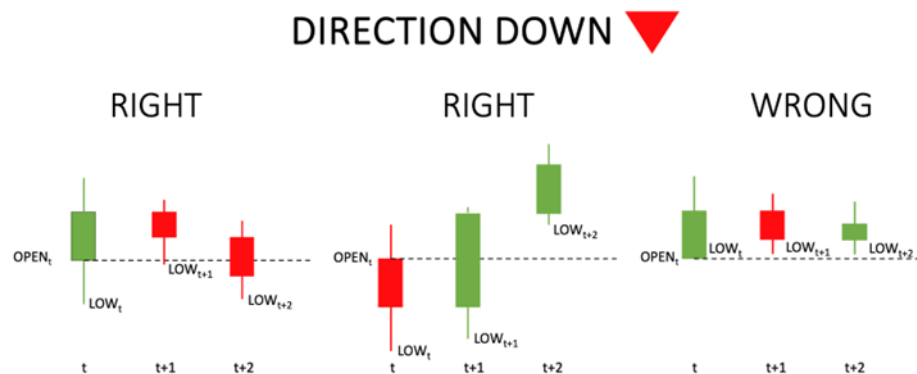 DIRECTION DOWN
RIGHT
OPENₜ
LOWₜ
LOWₜ₊₁
LOWₜ₊₂
t
t+1
t+2
RIGHT
OPENₜ
LOWₜ
LOWₜ₊₁
LOWₜ₊₂
t
t+1
t+2
WRONG
OPENₜ
LOWₜ
LOWₜ₊₁
LOWₜ₊₂
t
t+1
t+2